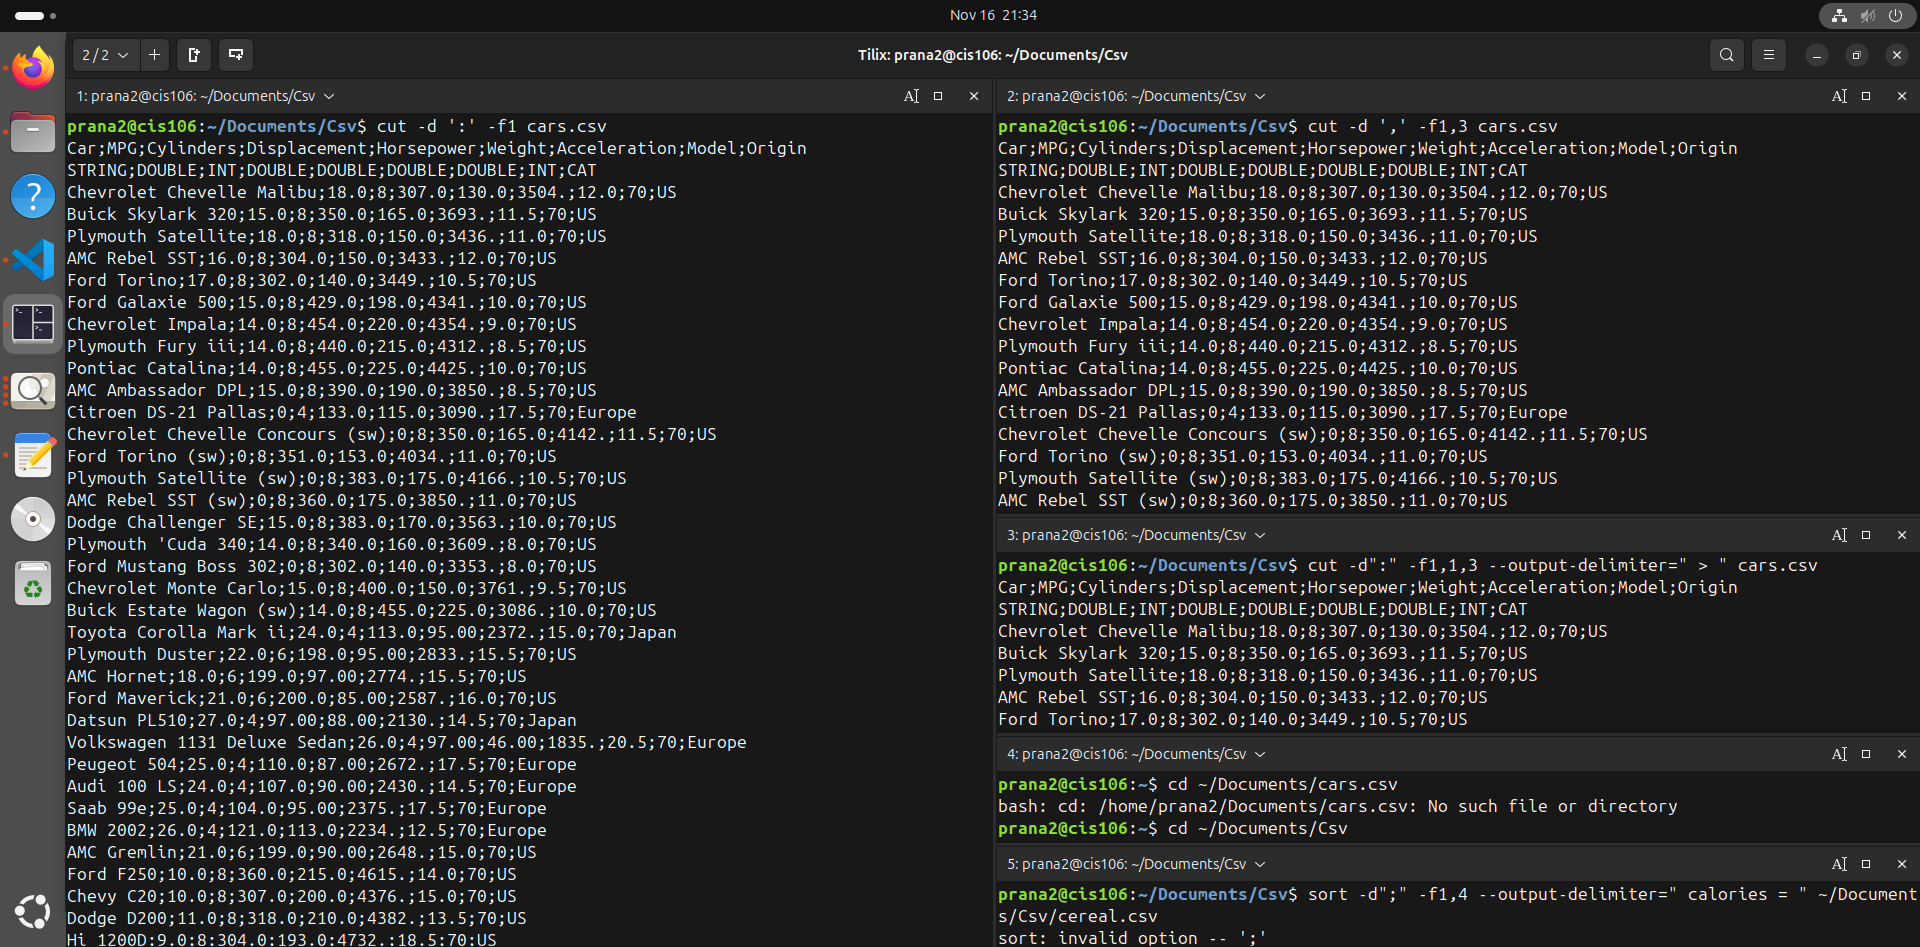 Nov 16 21:34
2 / 2
Tilix: prana2@cis106: ~/Documents/Csv
1: prana2@cis106: ~/Documents/Csv
prana2@cis106:~/Documents/Csv$ cut -d ':' -f1 cars.csv
Car;MPG;Cylinders;Displacement;Horsepower;Weight;Acceleration;Model;Origin
STRING;DOUBLE;INT;DOUBLE;DOUBLE;DOUBLE;DOUBLE;INT;CAT
Chevrolet Chevelle Malibu;18.0;8;307.0;130.0;3504.;12.0;70;US
Buick Skylark 320;15.0;8;350.0;165.0;3693.;11.5;70;US
Plymouth Satellite;18.0;8;318.0;150.0;3436.;11.0;70;US
AMC Rebel SST;16.0;8;304.0;150.0;3433.;12.0;70;US
Ford Torino;17.0;8;302.0;140.0;3449.;10.5;70;US
Ford Galaxie 500;15.0;8;429.0;198.0;4341.;10.0;70;US
Chevrolet Impala;14.0;8;454.0;220.0;4354.;9.0;70;US
Plymouth Fury iii;14.0;8;440.0;215.0;4312.;8.5;70;US
Pontiac Catalina;14.0;8;455.0;225.0;4425.;10.0;70;US
AMC Ambassador DPL;15.0;8;390.0;190.0;3850.;8.5;70;US
Citroen DS-21 Pallas;0;4;133.0;115.0;3090.;17.5;70;Europe
Chevrolet Chevelle Concours (sw);0;8;350.0;165.0;4142.;11.5;70;US
Ford Torino (sw);0;8;351.0;153.0;4034.;11.0;70;US
Plymouth Satellite (sw);0;8;383.0;175.0;4166.;10.5;70;US
AMC Rebel SST (sw);0;8;360.0;175.0;3850.;11.0;70;US
Dodge Challenger SE;15.0;8;383.0;170.0;3563.;10.0;70;US
Plymouth 'Cuda 340;14.0;8;340.0;160.0;3609.;8.0;70;US
Ford Mustang Boss 302;0;8;302.0;140.0;3353.;8.0;70;US
Chevrolet Monte Carlo;15.0;8;400.0;150.0;3761.;9.5;70;US
Buick Estate Wagon (sw);14.0;8;455.0;225.0;3086.;10.0;70;US
Toyota Corolla Mark ii;24.0;4;113.0;95.00;2372.;15.0;70;Japan
Plymouth Duster;22.0;6;198.0;95.00;2833.;15.5;70;US
AMC Hornet;18.0;6;199.0;97.00;2774.;15.5;70;US
Ford Maverick;21.0;6;200.0;85.00;2587.;16.0;70;US
Datsun PL510;27.0;4;97.00;88.00;2130.;14.5;70;Japan
Volkswagen 1131 Deluxe Sedan;26.0;4;97.00;46.00;1835.;20.5;70;Europe
Peugeot 504;25.0;4;110.0;87.00;2672.;17.5;70;Europe
Audi 100 LS;24.0;4;107.0;90.00;2430.;14.5;70;Europe
Saab 99e;25.0;4;104.0;95.00;2375.;17.5;70;Europe
BMW 2002;26.0;4;121.0;113.0;2234.;12.5;70;Europe
AMC Gremlin;21.0;6;199.0;90.00;2648.;15.0;70;US
Ford F250;10.0;8;360.0;215.0;4615.;14.0;70;US
Chevy C20;10.0;8;307.0;200.0;4376.;15.0;70;US
Dodge D200;11.0;8;318.0;210.0;4382.;13.5;70;US
Hi 1200D;9.0;8;304.0;193.0;4732.;18.5;70;US
2: prana2@cis106: ~/Documents/Csv
prana2@cis106:~/Documents/Csv$ cut -d ',' -f1,3 cars.csv
Car;MPG;Cylinders;Displacement;Horsepower;Weight;Acceleration;Model;Origin
STRING;DOUBLE;INT;DOUBLE;DOUBLE;DOUBLE;DOUBLE;INT;CAT
Chevrolet Chevelle Malibu;18.0;8;307.0;130.0;3504.;12.0;70;US
Buick Skylark 320;15.0;8;350.0;165.0;3693.;11.5;70;US
Plymouth Satellite;18.0;8;318.0;150.0;3436.;11.0;70;US
AMC Rebel SST;16.0;8;304.0;150.0;3433.;12.0;70;US
Ford Torino;17.0;8;302.0;140.0;3449.;10.5;70;US
Ford Galaxie 500;15.0;8;429.0;198.0;4341.;10.0;70;US
Chevrolet Impala;14.0;8;454.0;220.0;4354.;9.0;70;US
Plymouth Fury iii;14.0;8;440.0;215.0;4312.;8.5;70;US
Pontiac Catalina;14.0;8;455.0;225.0;4425.;10.0;70;US
AMC Ambassador DPL;15.0;8;390.0;190.0;3850.;8.5;70;US
Citroen DS-21 Pallas;0;4;133.0;115.0;3090.;17.5;70;Europe
Chevrolet Chevelle Concours (sw);0;8;350.0;165.0;4142.;11.5;70;US
Ford Torino (sw);0;8;351.0;153.0;4034.;11.0;70;US
Plymouth Satellite (sw);0;8;383.0;175.0;4166.;10.5;70;US
AMC Rebel SST (sw);0;8;360.0;175.0;3850.;11.0;70;US
3: prana2@cis106: ~/Documents/Csv
prana2@cis106:~/Documents/Csv$ cut -d":" -f1,1,3 --output-delimiter=" > " cars.csv
Car;MPG;Cylinders;Displacement;Horsepower;Weight;Acceleration;Model;Origin
STRING;DOUBLE;INT;DOUBLE;DOUBLE;DOUBLE;DOUBLE;INT;CAT
Chevrolet Chevelle Malibu;18.0;8;307.0;130.0;3504.;12.0;70;US
Buick Skylark 320;15.0;8;350.0;165.0;3693.;11.5;70;US
Plymouth Satellite;18.0;8;318.0;150.0;3436.;11.0;70;US
AMC Rebel SST;16.0;8;304.0;150.0;3433.;12.0;70;US
Ford Torino;17.0;8;302.0;140.0;3449.;10.5;70;US
4: prana2@cis106: ~/Documents/Csv
prana2@cis106:~$ cd ~/Documents/cars.csv
bash: cd: /home/prana2/Documents/cars.csv: No such file or directory
prana2@cis106:~$ cd ~/Documents/Csv
5: prana2@cis106: ~/Documents/Csv
prana2@cis106:~/Documents/Csv$ sort -d";" -f1,4 --output-delimiter=" calories = " ~/Document
s/Csv/cereal.csv
sort: invalid option -- ';'